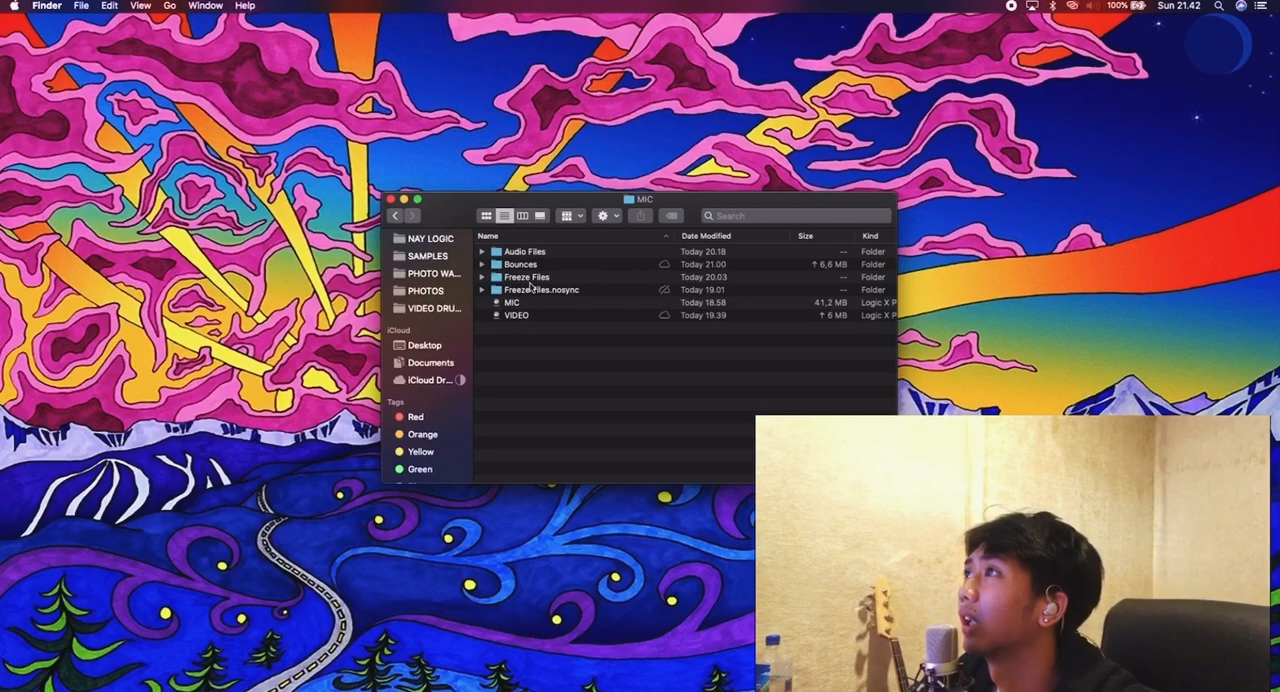 Finder File Edit View Go Window Help 100% Sun 21.42
MIC
Search
Name Date Modified Size Kind
NAY LOGIC
SAMPLES
PHOTO WA...
PHOTOS
VIDEO DRU...
iCloud
Desktop
Documents
iCloud Dr...
Tags
Red
Orange
Yellow
Green
Audio Files Today 20.18 -- Folder
Bounces Today 21.00 ↑ 6,6 MB Folder
Freeze Files Today 20.03 -- Folder
Freeze Files.nosync Today 19.01 -- Folder
MIC Today 18.58 41,2 MB Logic X P
VIDEO Today 19.39 ↑ 6 MB Logic X P